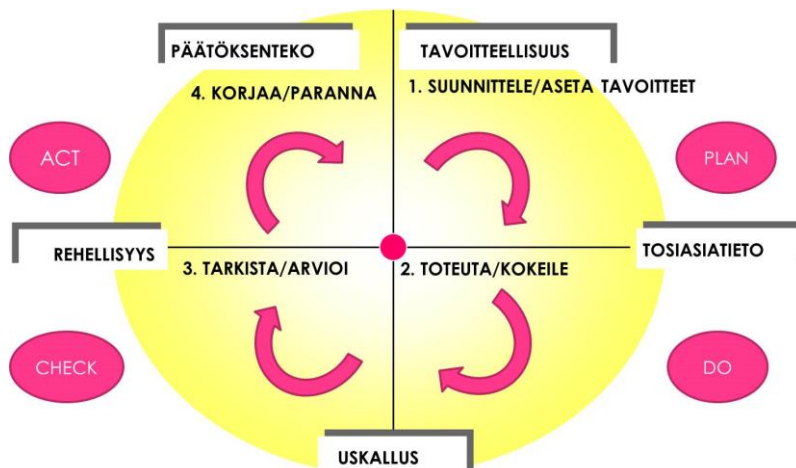 PÄÄTÖKSENTEKO
TAVOITTEELLISUUS
4. KORJAA/PARANNA
1. SUUNNITTELE/ASETA TAVOITTEET
ACT
PLAN
REHELLISYYS
3. TARKISTA/ARVIOI
2. TOTEUTA/KOKEILE
TOSIASIATIETO
CHECK
DO
USKALLUS